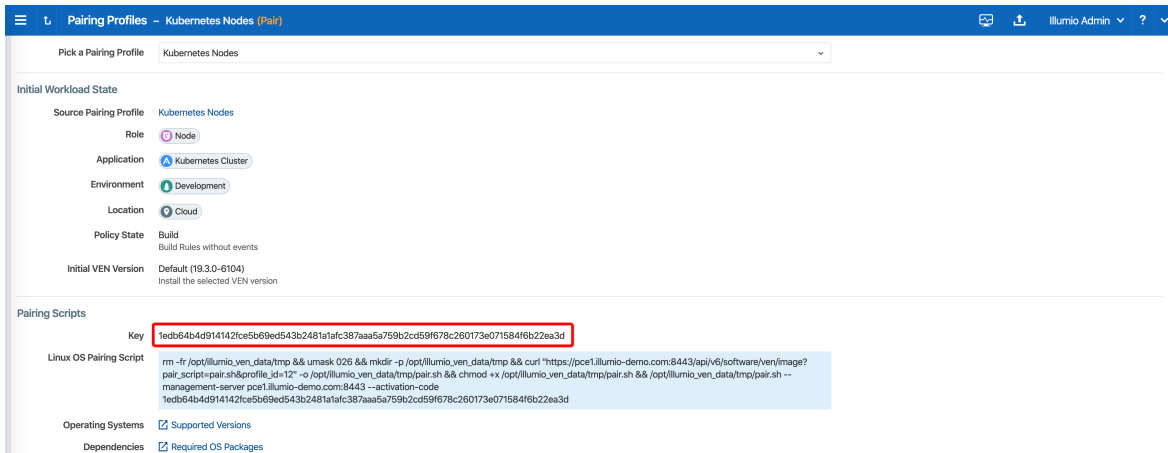 Pairing Profiles – Kubernetes Nodes (Pair)
Illumio Admin
?
Pick a Pairing Profile Kubernetes Nodes
Initial Workload State
Source Pairing Profile Kubernetes Nodes
Role Node
Application Kubernetes Cluster
Environment Development
Location Cloud
Policy State Build
Build Rules without events
Initial VEN Version Default (19.3.0-6104)
Install the selected VEN version
Pairing Scripts
Key 1edb64b4d914142fce5b69ed543b2481a1afc387aaa5a759b2cd59f678c260173e071584f6b22ea3d
Linux OS Pairing Script
rm -fr /opt/illumio_ven_data/tmp && umask 026 && mkdir -p /opt/illumio_ven_data/tmp && curl "https://pce1.illumio-demo.com:8443/api/v6/software/ven/image?
pair_script=pair.sh&profile_id=12" -o /opt/illumio_ven_data/tmp/pair.sh && chmod +x /opt/illumio_ven_data/tmp/pair.sh && /opt/illumio_ven_data/tmp/pair.sh --
management-server pce1.illumio-demo.com:8443 --activation-code
1edb64b4d914142fce5b69ed543b2481a1afc387aaa5a759b2cd59f678c260173e071584f6b22ea3d
Operating Systems Supported Versions
Dependencies Required OS Packages